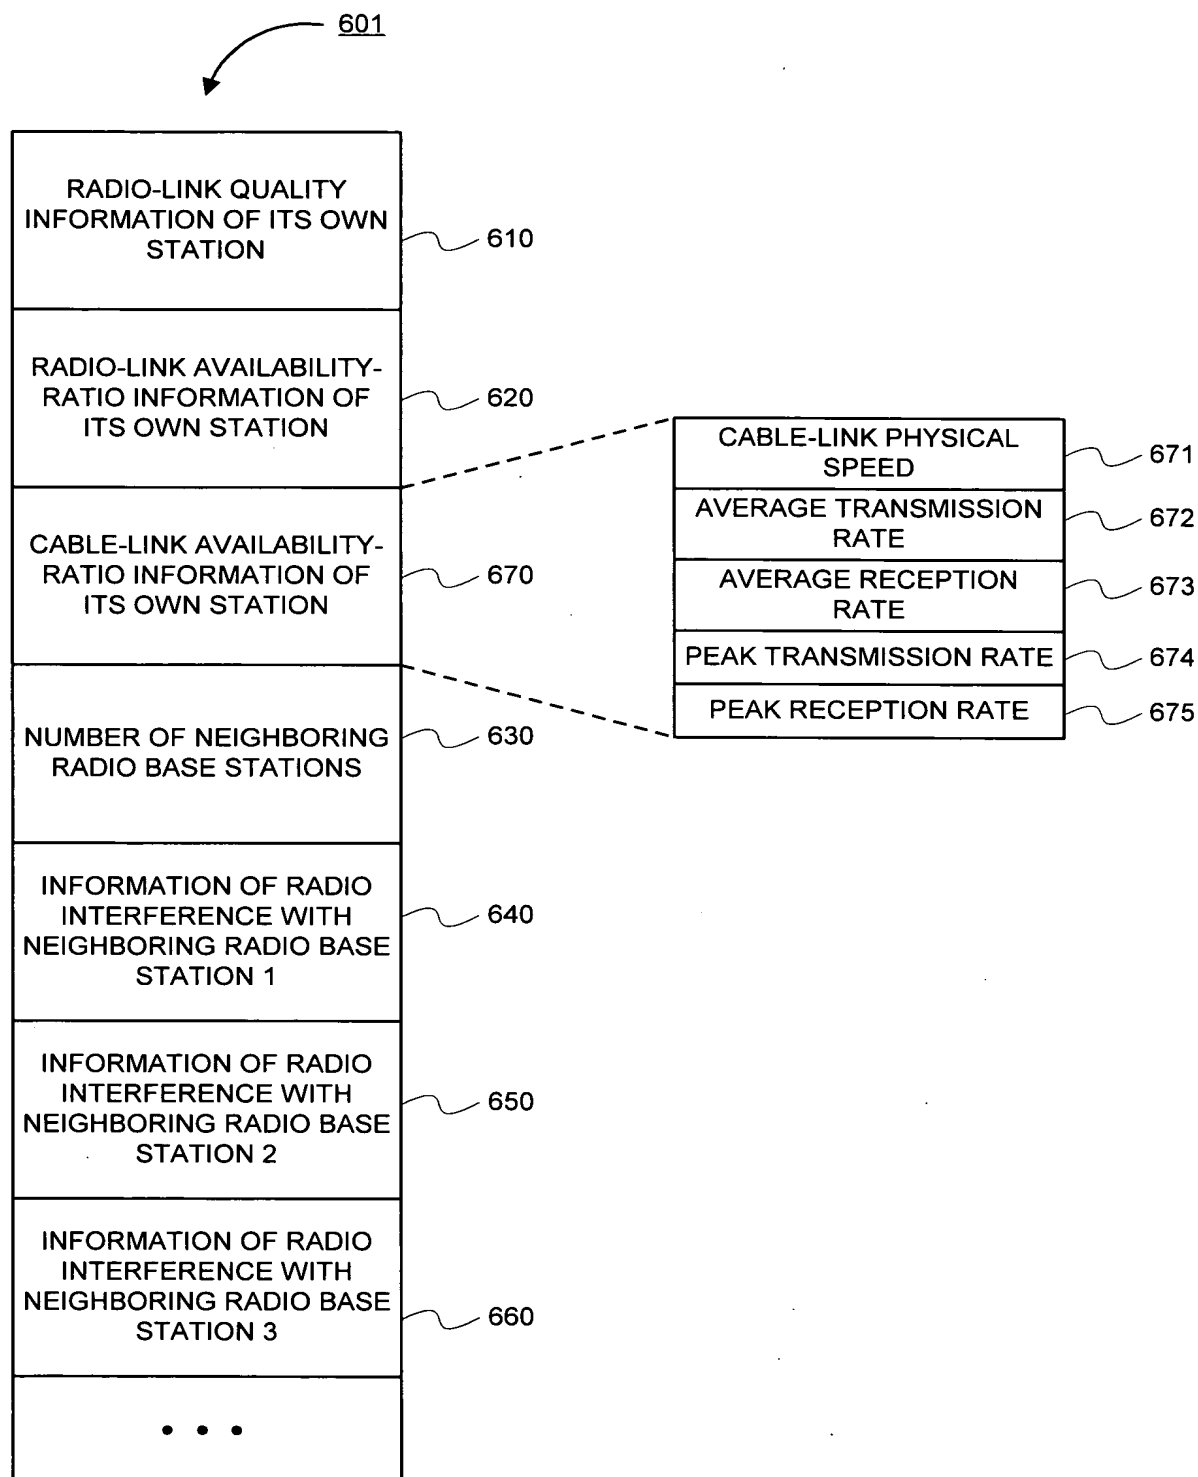 601
RADIO-LINK QUALITY
INFORMATION OF ITS OWN
STATION
610
RADIO-LINK AVAILABILITY-
RATIO INFORMATION OF
ITS OWN STATION
620
CABLE-LINK AVAILABILITY-
RATIO INFORMATION OF
ITS OWN STATION
670
CABLE-LINK PHYSICAL
SPEED
671
AVERAGE TRANSMISSION
RATE
672
AVERAGE RECEPTION
RATE
673
PEAK TRANSMISSION RATE
674
PEAK RECEPTION RATE
675
NUMBER OF NEIGHBORING
RADIO BASE STATIONS
630
INFORMATION OF RADIO
INTERFERENCE WITH
NEIGHBORING RADIO BASE
STATION 1
640
INFORMATION OF RADIO
INTERFERENCE WITH
NEIGHBORING RADIO BASE
STATION 2
650
INFORMATION OF RADIO
INTERFERENCE WITH
NEIGHBORING RADIO BASE
STATION 3
660
• • •